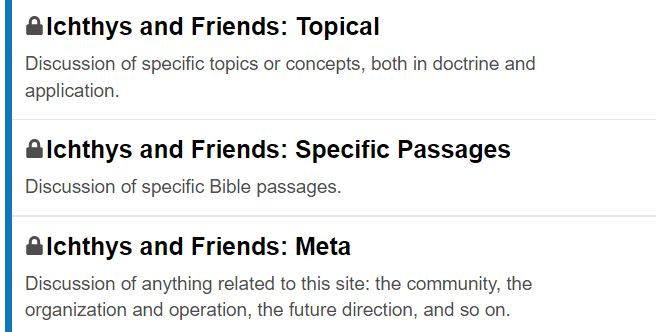 Ichthys and Friends: Topical
Discussion of specific topics or concepts, both in doctrine and
application.
Ichthys and Friends: Specific Passages
Discussion of specific Bible passages.
Ichthys and Friends: Meta
Discussion of anything related to this site: the community, the
organization and operation, the future direction, and so on.